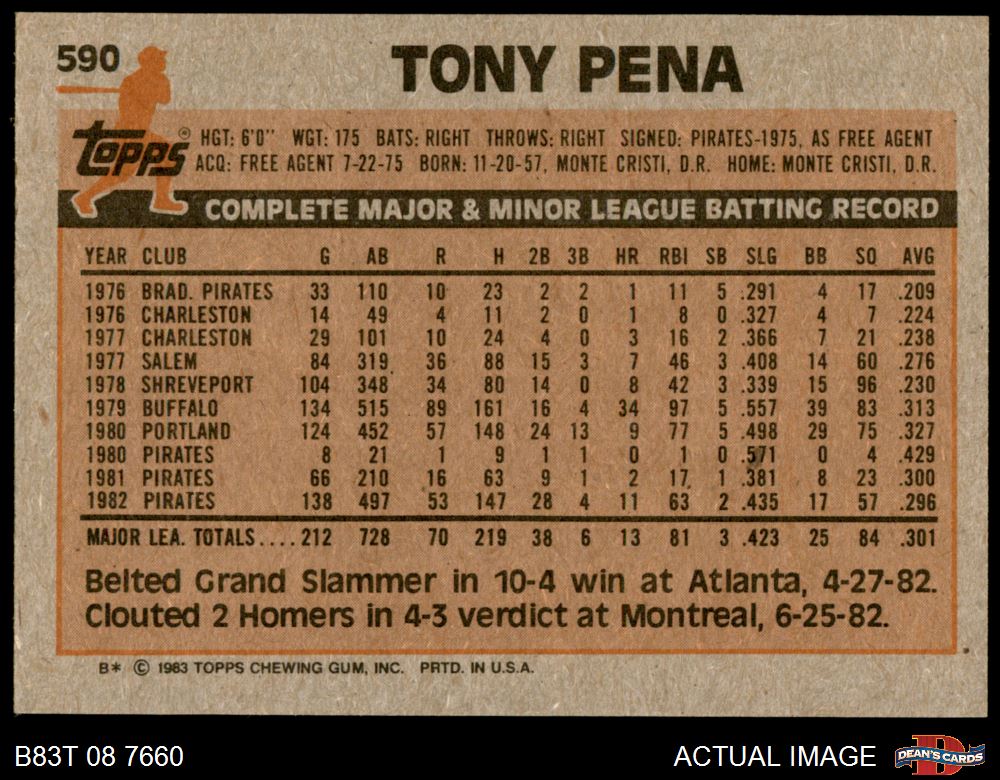 590
TONY PENA
Topps®
HGT: 6'0" WGT: 175 BATS: RIGHT THROWS: RIGHT SIGNED: PIRATES-1975, AS FREE AGENT
ACQ: FREE AGENT 7-22-75 BORN: 11-20-57, MONTE CRISTI, D.R. HOME: MONTE CRISTI, D.R.
COMPLETE MAJOR & MINOR LEAGUE BATTING RECORD
YEAR CLUB G AB R H 2B 3B HR RBI SB SLG BB SO AVG
1976 BRAD. PIRATES 33 110 10 23 2 2 1 11 5 .291 4 17 .209
1976 CHARLESTON 14 49 4 11 2 0 1 8 0 .327 4 7 .224
1977 CHARLESTON 29 101 10 24 4 0 3 16 2 .366 7 21 .238
1977 SALEM 84 319 36 88 15 3 7 46 3 .408 14 60 .276
1978 SHREVEPORT 104 348 34 80 14 0 8 42 3 .339 15 96 .230
1979 BUFFALO 134 515 89 161 16 4 34 97 5 .557 39 83 .313
1980 PORTLAND 124 452 57 148 24 13 9 77 5 .498 29 75 .327
1980 PIRATES 8 21 1 9 1 1 0 1 0 .571 0 4 .429
1981 PIRATES 66 210 16 63 9 1 2 17 1 .381 8 23 .300
1982 PIRATES 138 497 53 147 28 4 11 63 2 .435 17 57 .296
MAJOR LEA. TOTALS.... 212 728 70 219 38 6 13 81 3 .423 25 84 .301
Belted Grand Slammer in 10-4 win at Atlanta, 4-27-82.
Clouted 2 Homers in 4-3 verdict at Montreal, 6-25-82.
B* © 1983 TOPPS CHEWING GUM, INC. PRTD. IN U.S.A.
B83T 08 7660
ACTUAL IMAGE
D
DEAN'S CARDS